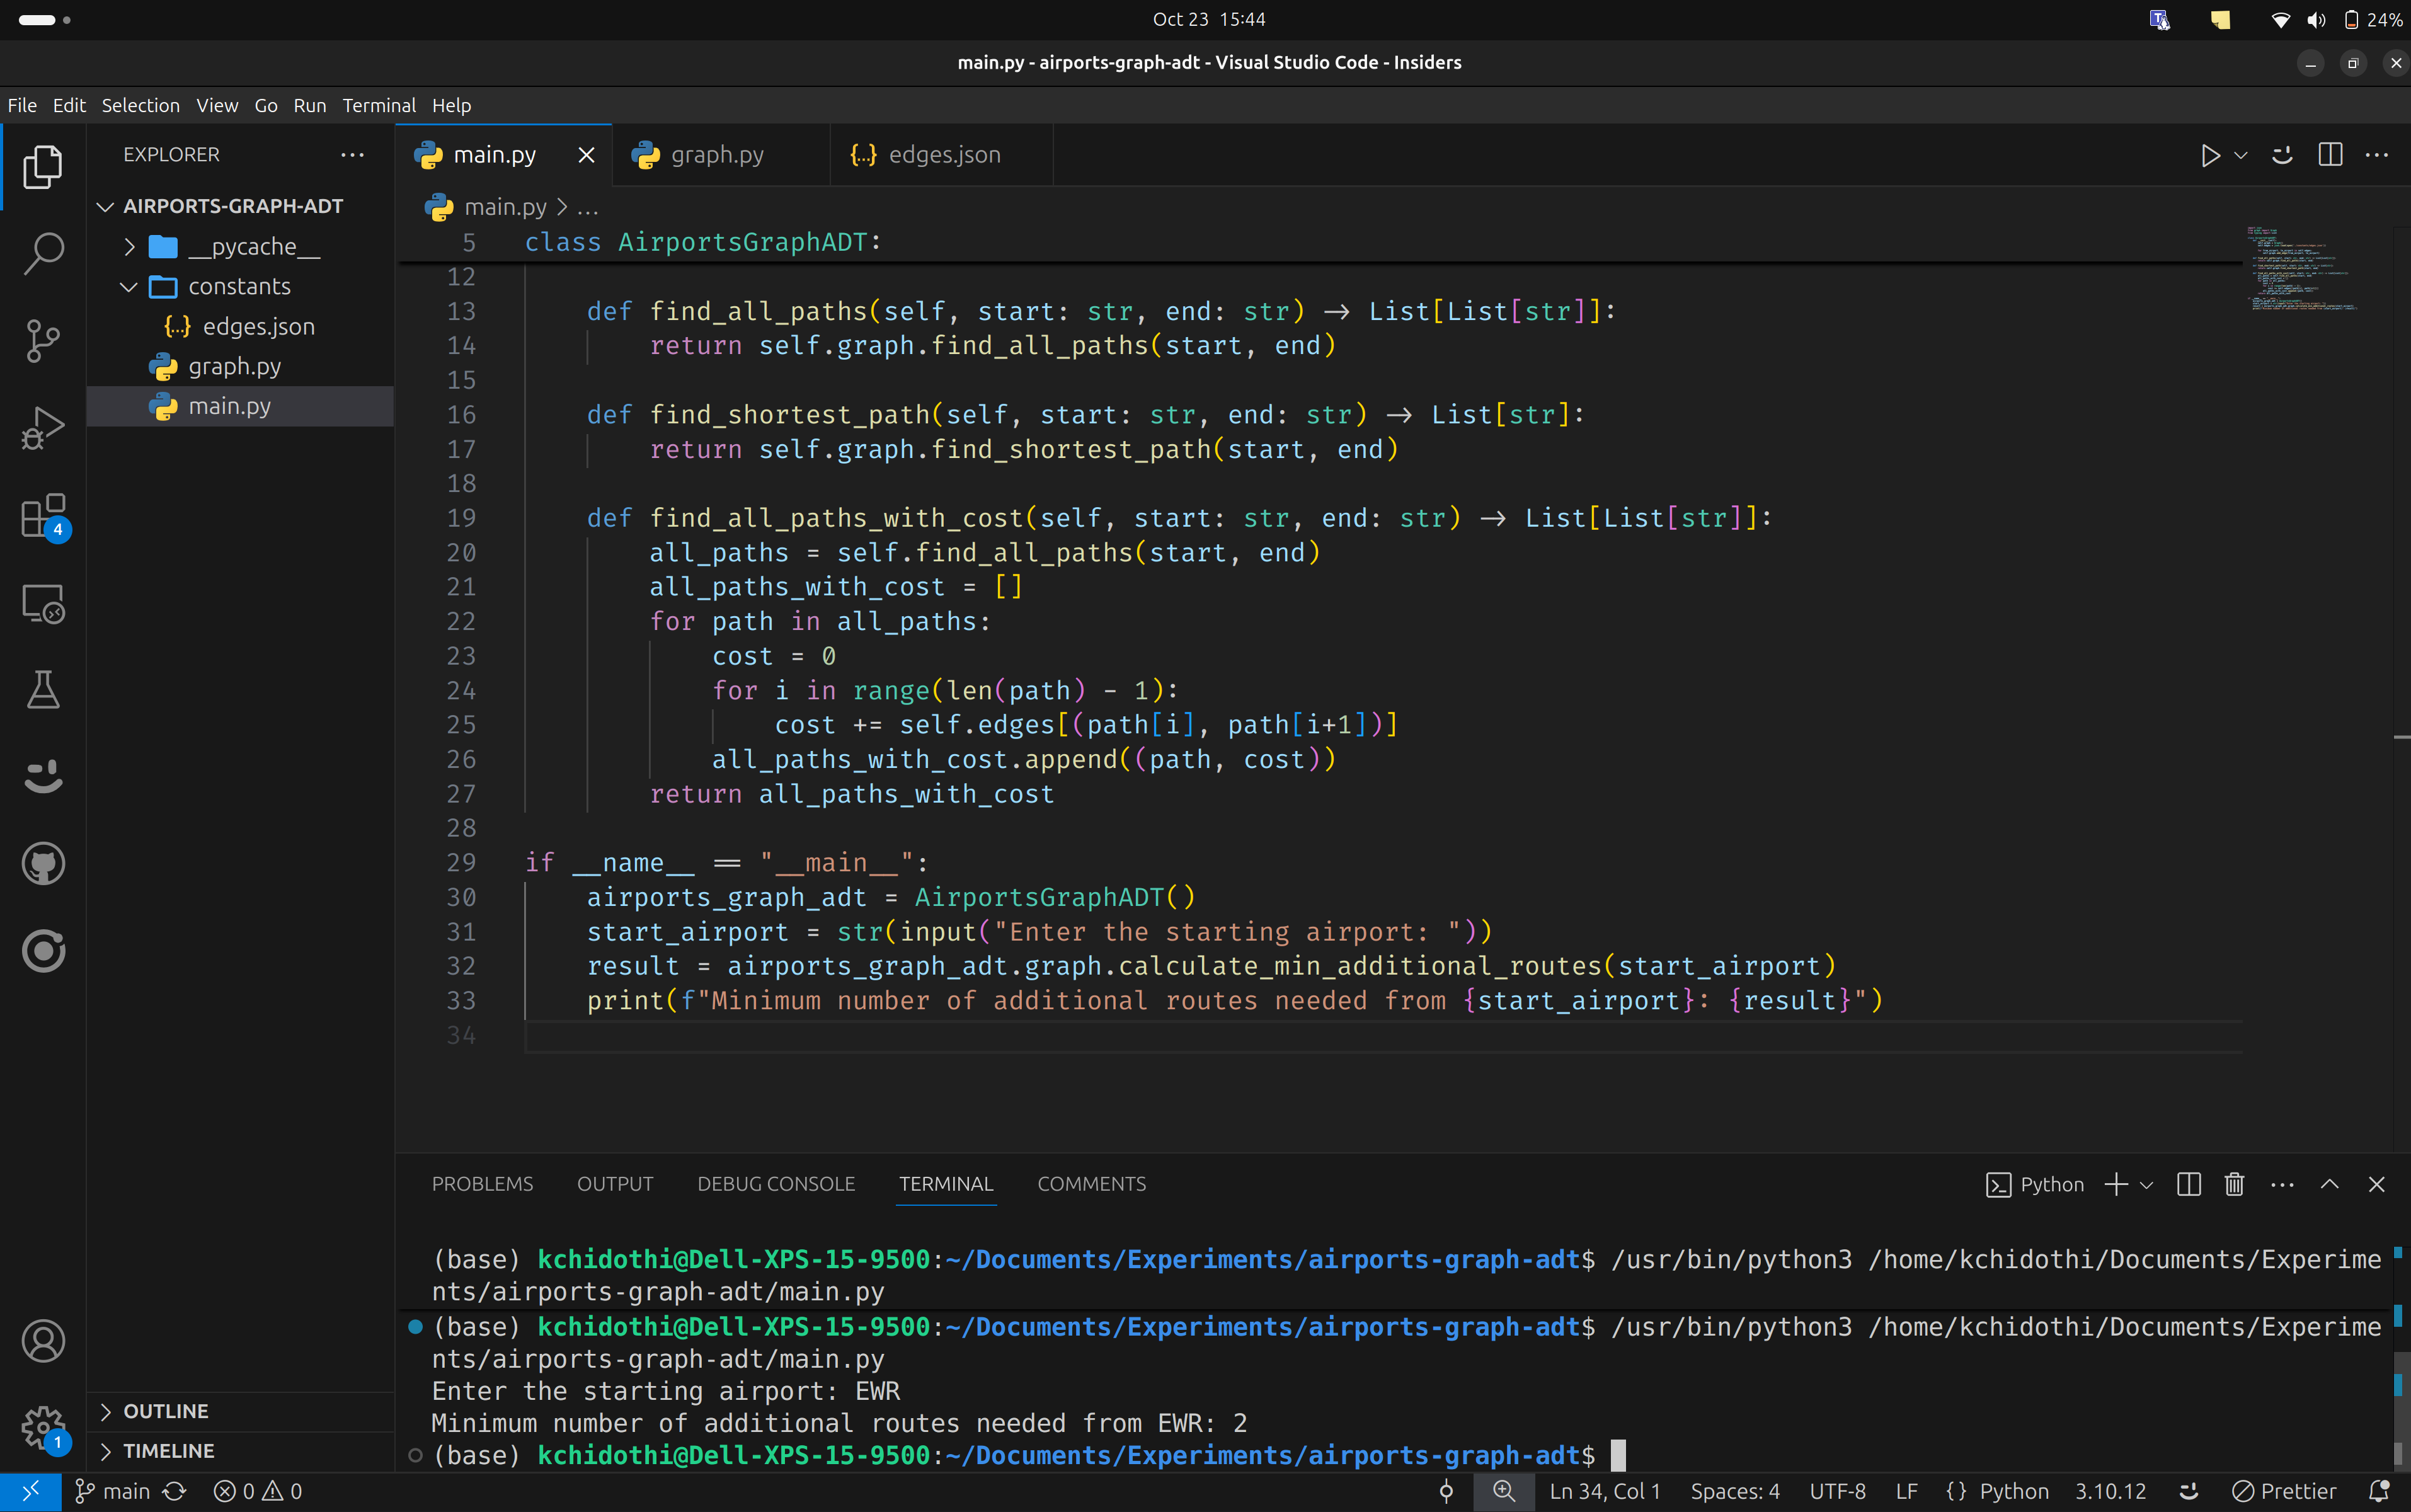 Oct 23 15:44
24%
main.py - airports-graph-adt - Visual Studio Code - Insiders
File Edit Selection View Go Run Terminal Help
EXPLORER
main.py
graph.py
{..} edges.json
AIRPORTS-GRAPH-ADT
__pycache__
constants
{..} edges.json
graph.py
main.py
4
1
OUTLINE
TIMELINE
main.py > ...
5 class AirportsGraphADT:
12
13 def find_all_paths(self, start: str, end: str) -> List[List[str]]:
14 return self.graph.find_all_paths(start, end)
15
16 def find_shortest_path(self, start: str, end: str) -> List[str]:
17 return self.graph.find_shortest_path(start, end)
18
19 def find_all_paths_with_cost(self, start: str, end: str) -> List[List[str]]:
20 all_paths = self.find_all_paths(start, end)
21 all_paths_with_cost = []
22 for path in all_paths:
23 cost = 0
24 for i in range(len(path) - 1):
25 cost += self.edges[(path[i], path[i+1])]
26 all_paths_with_cost.append((path, cost))
27 return all_paths_with_cost
28
29 if __name__ == "__main__":
30 airports_graph_adt = AirportsGraphADT()
31 start_airport = str(input("Enter the starting airport: "))
32 result = airports_graph_adt.graph.calculate_min_additional_routes(start_airport)
33 print(f"Minimum number of additional routes needed from {start_airport}: {result}")
34
PROBLEMS OUTPUT DEBUG CONSOLE TERMINAL COMMENTS
Python
(base) kchidothi@Dell-XPS-15-9500:~/Documents/Experiments/airports-graph-adt$ /usr/bin/python3 /home/kchidothi/Documents/Experime
nts/airports-graph-adt/main.py
(base) kchidothi@Dell-XPS-15-9500:~/Documents/Experiments/airports-graph-adt$ /usr/bin/python3 /home/kchidothi/Documents/Experime
nts/airports-graph-adt/main.py
Enter the starting airport: EWR
Minimum number of additional routes needed from EWR: 2
(base) kchidothi@Dell-XPS-15-9500:~/Documents/Experiments/airports-graph-adt$
main 0 0 Ln 34, Col 1 Spaces: 4 UTF-8 LF {} Python 3.10.12 Prettier